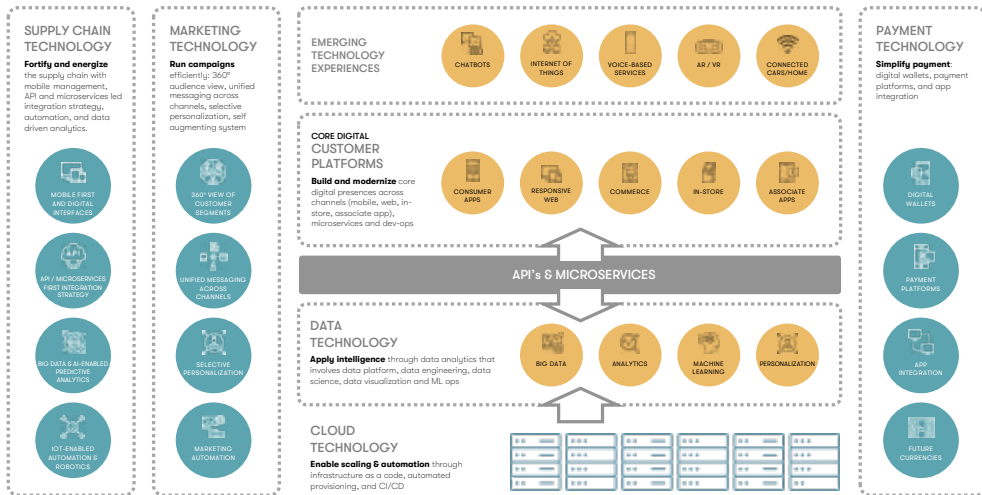 SUPPLY CHAIN
TECHNOLOGY
Fortify and energize
the supply chain with
mobile management,
API and microservices led
integration strategy,
automation, and data
driven analytics.
MOBILE FIRST
AND DIGITAL
INTERFACES
API
API / MICROSERVICES
FIRST INTEGRATION
STRATEGY
BIG DATA & AI-ENABLED
PREDICTIVE
ANALYTICS
IOT-ENABLED
AUTOMATION &
ROBOTICS
MARKETING
TECHNOLOGY
Run campaigns
efficiently: 360°
audience view, unified
messaging across
channels, selective
personalization, self
augmenting system
360° VIEW OF
CUSTOMER
SEGMENTS
UNIFIED MESSAGING
ACROSS
CHANNELS
SELECTIVE
PERSONALIZATION
MARKETING
AUTOMATION
EMERGING
TECHNOLOGY
EXPERIENCES
CHATBOTS
INTERNET OF
THINGS
VOICE-BASED
SERVICES
AR / VR
CONNECTED
CARS/HOME
CORE DIGITAL
CUSTOMER
PLATFORMS
Build and modernize core
digital presences across
channels (mobile, web, in-
store, associate app),
microservices and dev-ops
CONSUMER
APPS
RESPONSIVE
WEB
COMMERCE
IN-STORE
ASSOCIATE
APPS
API's & MICROSERVICES
DATA
TECHNOLOGY
Apply intelligence through data analytics that
involves data platform, data engineering, data
science, data visualization and ML ops
BIG DATA
ANALYTICS
MACHINE
LEARNING
PERSONALIZATION
CLOUD
TECHNOLOGY
Enable scaling & automation through
infrastructure as a code, automated
provisioning, and CI/CD
PAYMENT
TECHNOLOGY
Simplify payment:
digital wallets, payment
platforms, and app
integration
DIGITAL
WALLETS
PAYMENT
PLATFORMS
APP
INTEGRATION
FUTURE
CURRENCIES